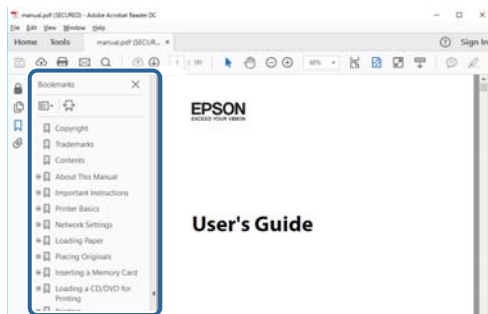 manual.pdf (SECURED) - Adobe Acrobat Reader DC
File Edit View Window Help
Home Tools manual.pdf (SECUR... × Sign In
1 / 191
Bookmarks
Copyright
Trademarks
Contents
About This Manual
Important Instructions
Printer Basics
Network Settings
Loading Paper
Placing Originals
Inserting a Memory Card
Loading a CD/DVD for
Printing
Printing
EPSON
EXCEED YOUR VISION
User's Guide